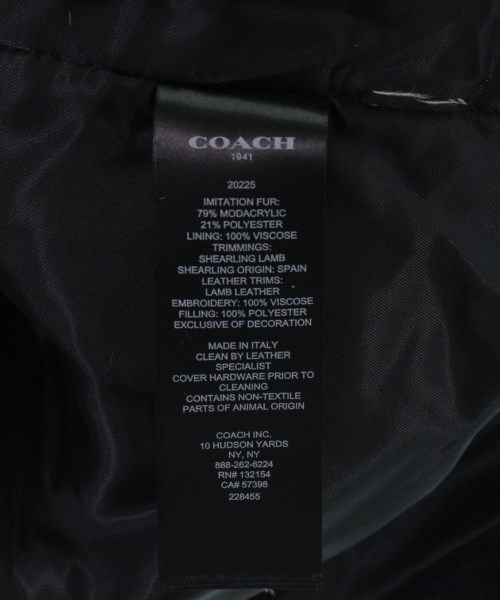 COACH
1941
20225
IMITATION FUR:
79% MODACRYLIC
21% POLYESTER
LINING: 100% VISCOSE
TRIMMINGS:
SHEARLING LAMB
SHEARLING ORIGIN: SPAIN
LEATHER TRIMS:
LAMB LEATHER
EMBROIDERY: 100% VISCOSE
FILLING: 100% POLYESTER
EXCLUSIVE OF DECORATION
MADE IN ITALY
CLEAN BY LEATHER
SPECIALIST
COVER HARDWARE PRIOR TO
CLEANING
CONTAINS NON-TEXTILE
PARTS OF ANIMAL ORIGIN
COACH INC.
10 HUDSON YARDS
NY, NY
888-262-6224
RN# 132154
CA# 57398
228455